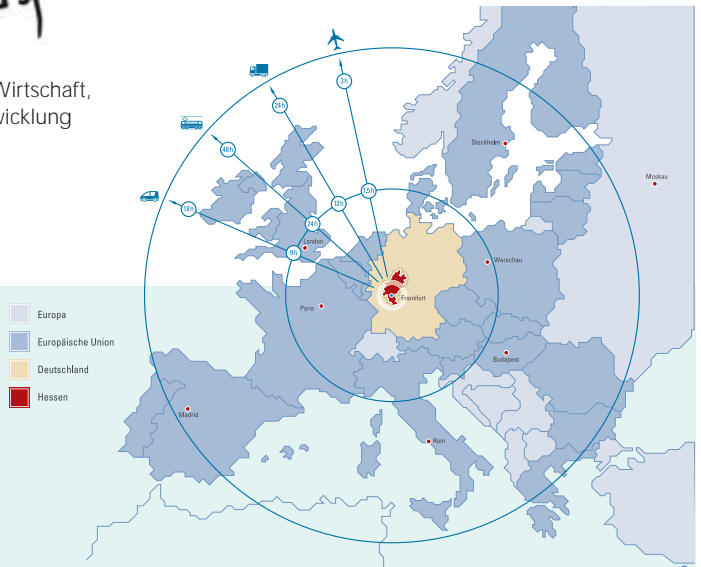 Wirtschaft,
wicklung
3h
24h
48h
18h
1,5h
12h
24h
9h
Stockholm
Moskau
London
Warschau
Frankfurt
Paris
Budapest
Madrid
Rom
Europa
Europäische Union
Deutschland
Hessen